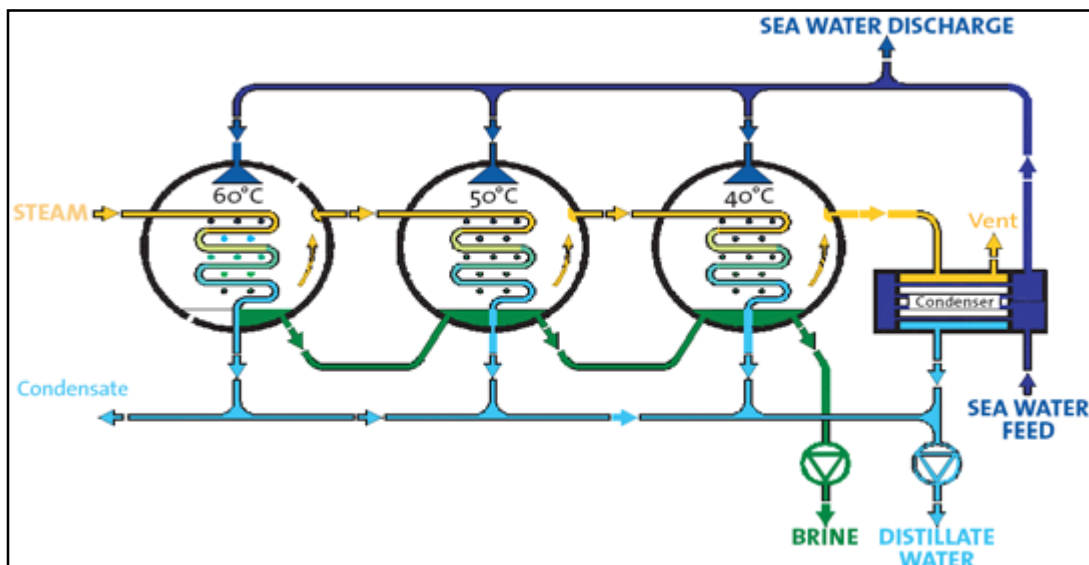 SEA WATER DISCHARGE
60°C
50°C
40°C
STEAM
Vent
Condenser
Condensate
SEA WATER
FEED
BRINE
DISTILLATE
WATER